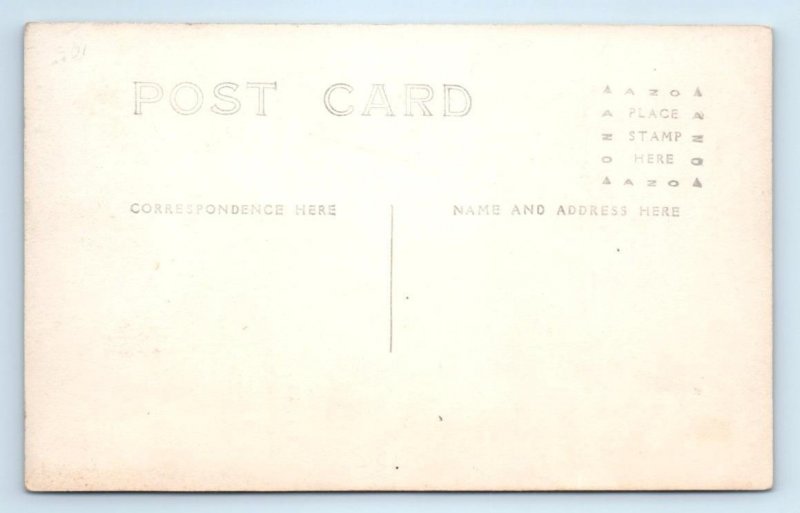 POST CARD
AZO
A PLACE A
Z STAMP Z
O HERE O
AZO
CORRESPONDENCE HERE
NAME AND ADDRESS HERE